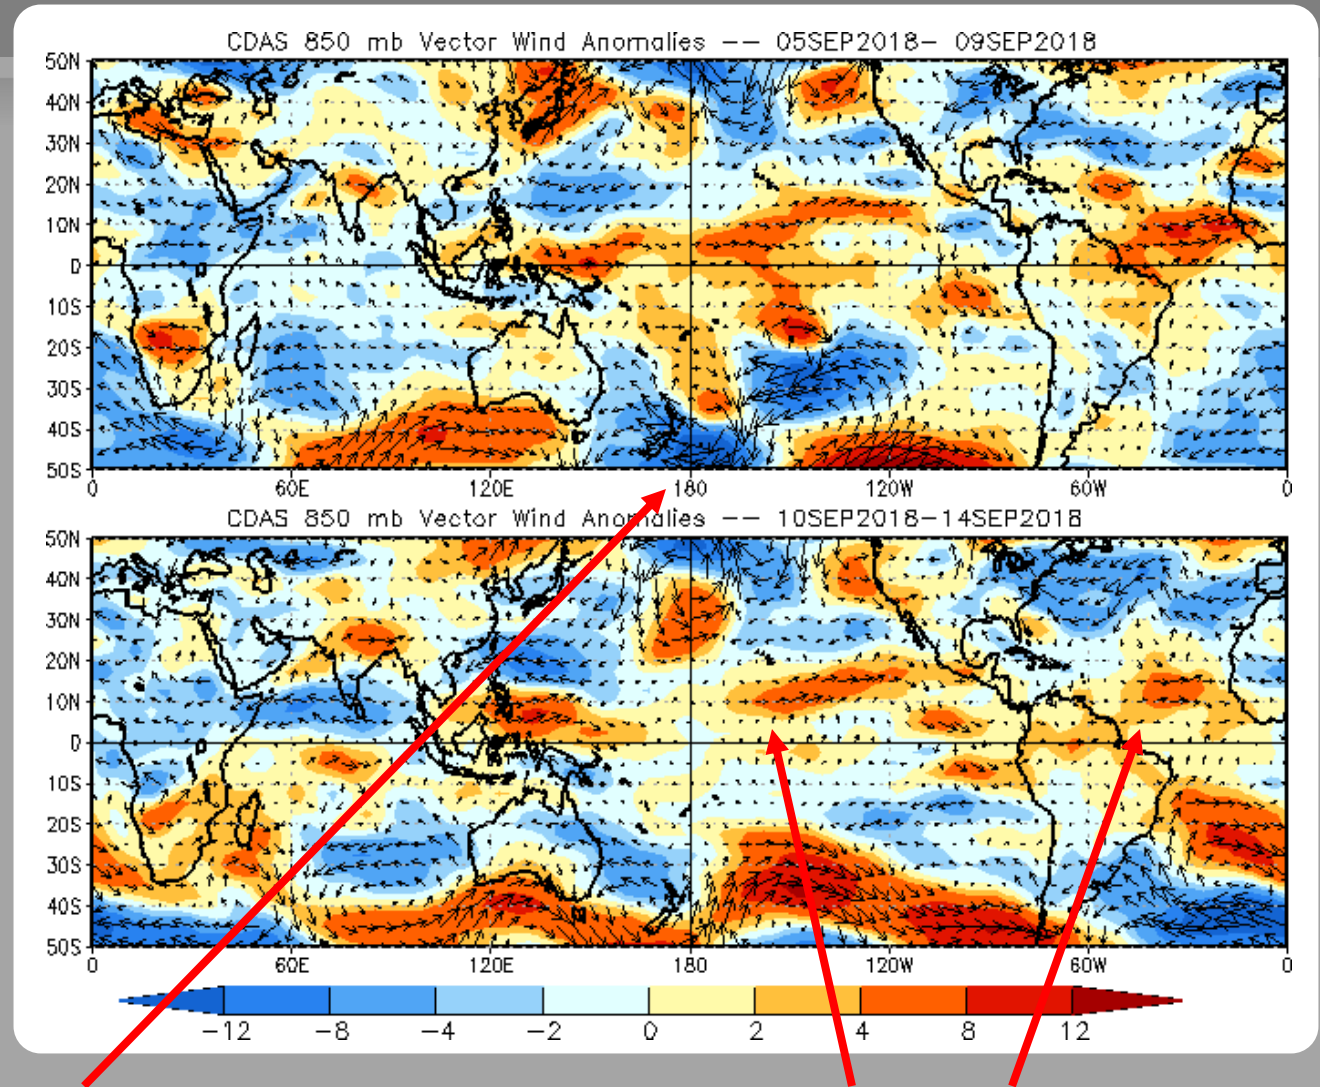 CDAS 850 mb Vector Wind Anomalies -- 05SEP2018- 09SEP2018
50N
40N
30N
20N
10N
0
10S
20S
30S
40S
50S
0 60E 120E 180 120W 60W 0
CDAS 850 mb Vector Wind Anomalies -- 10SEP2018-14SEP2018
50N
40N
30N
20N
10N
0
10S
20S
30S
40S
50S
0 60E 120E 180 120W 60W 0
-12 -8 -4 -2 0 2 4 8 12